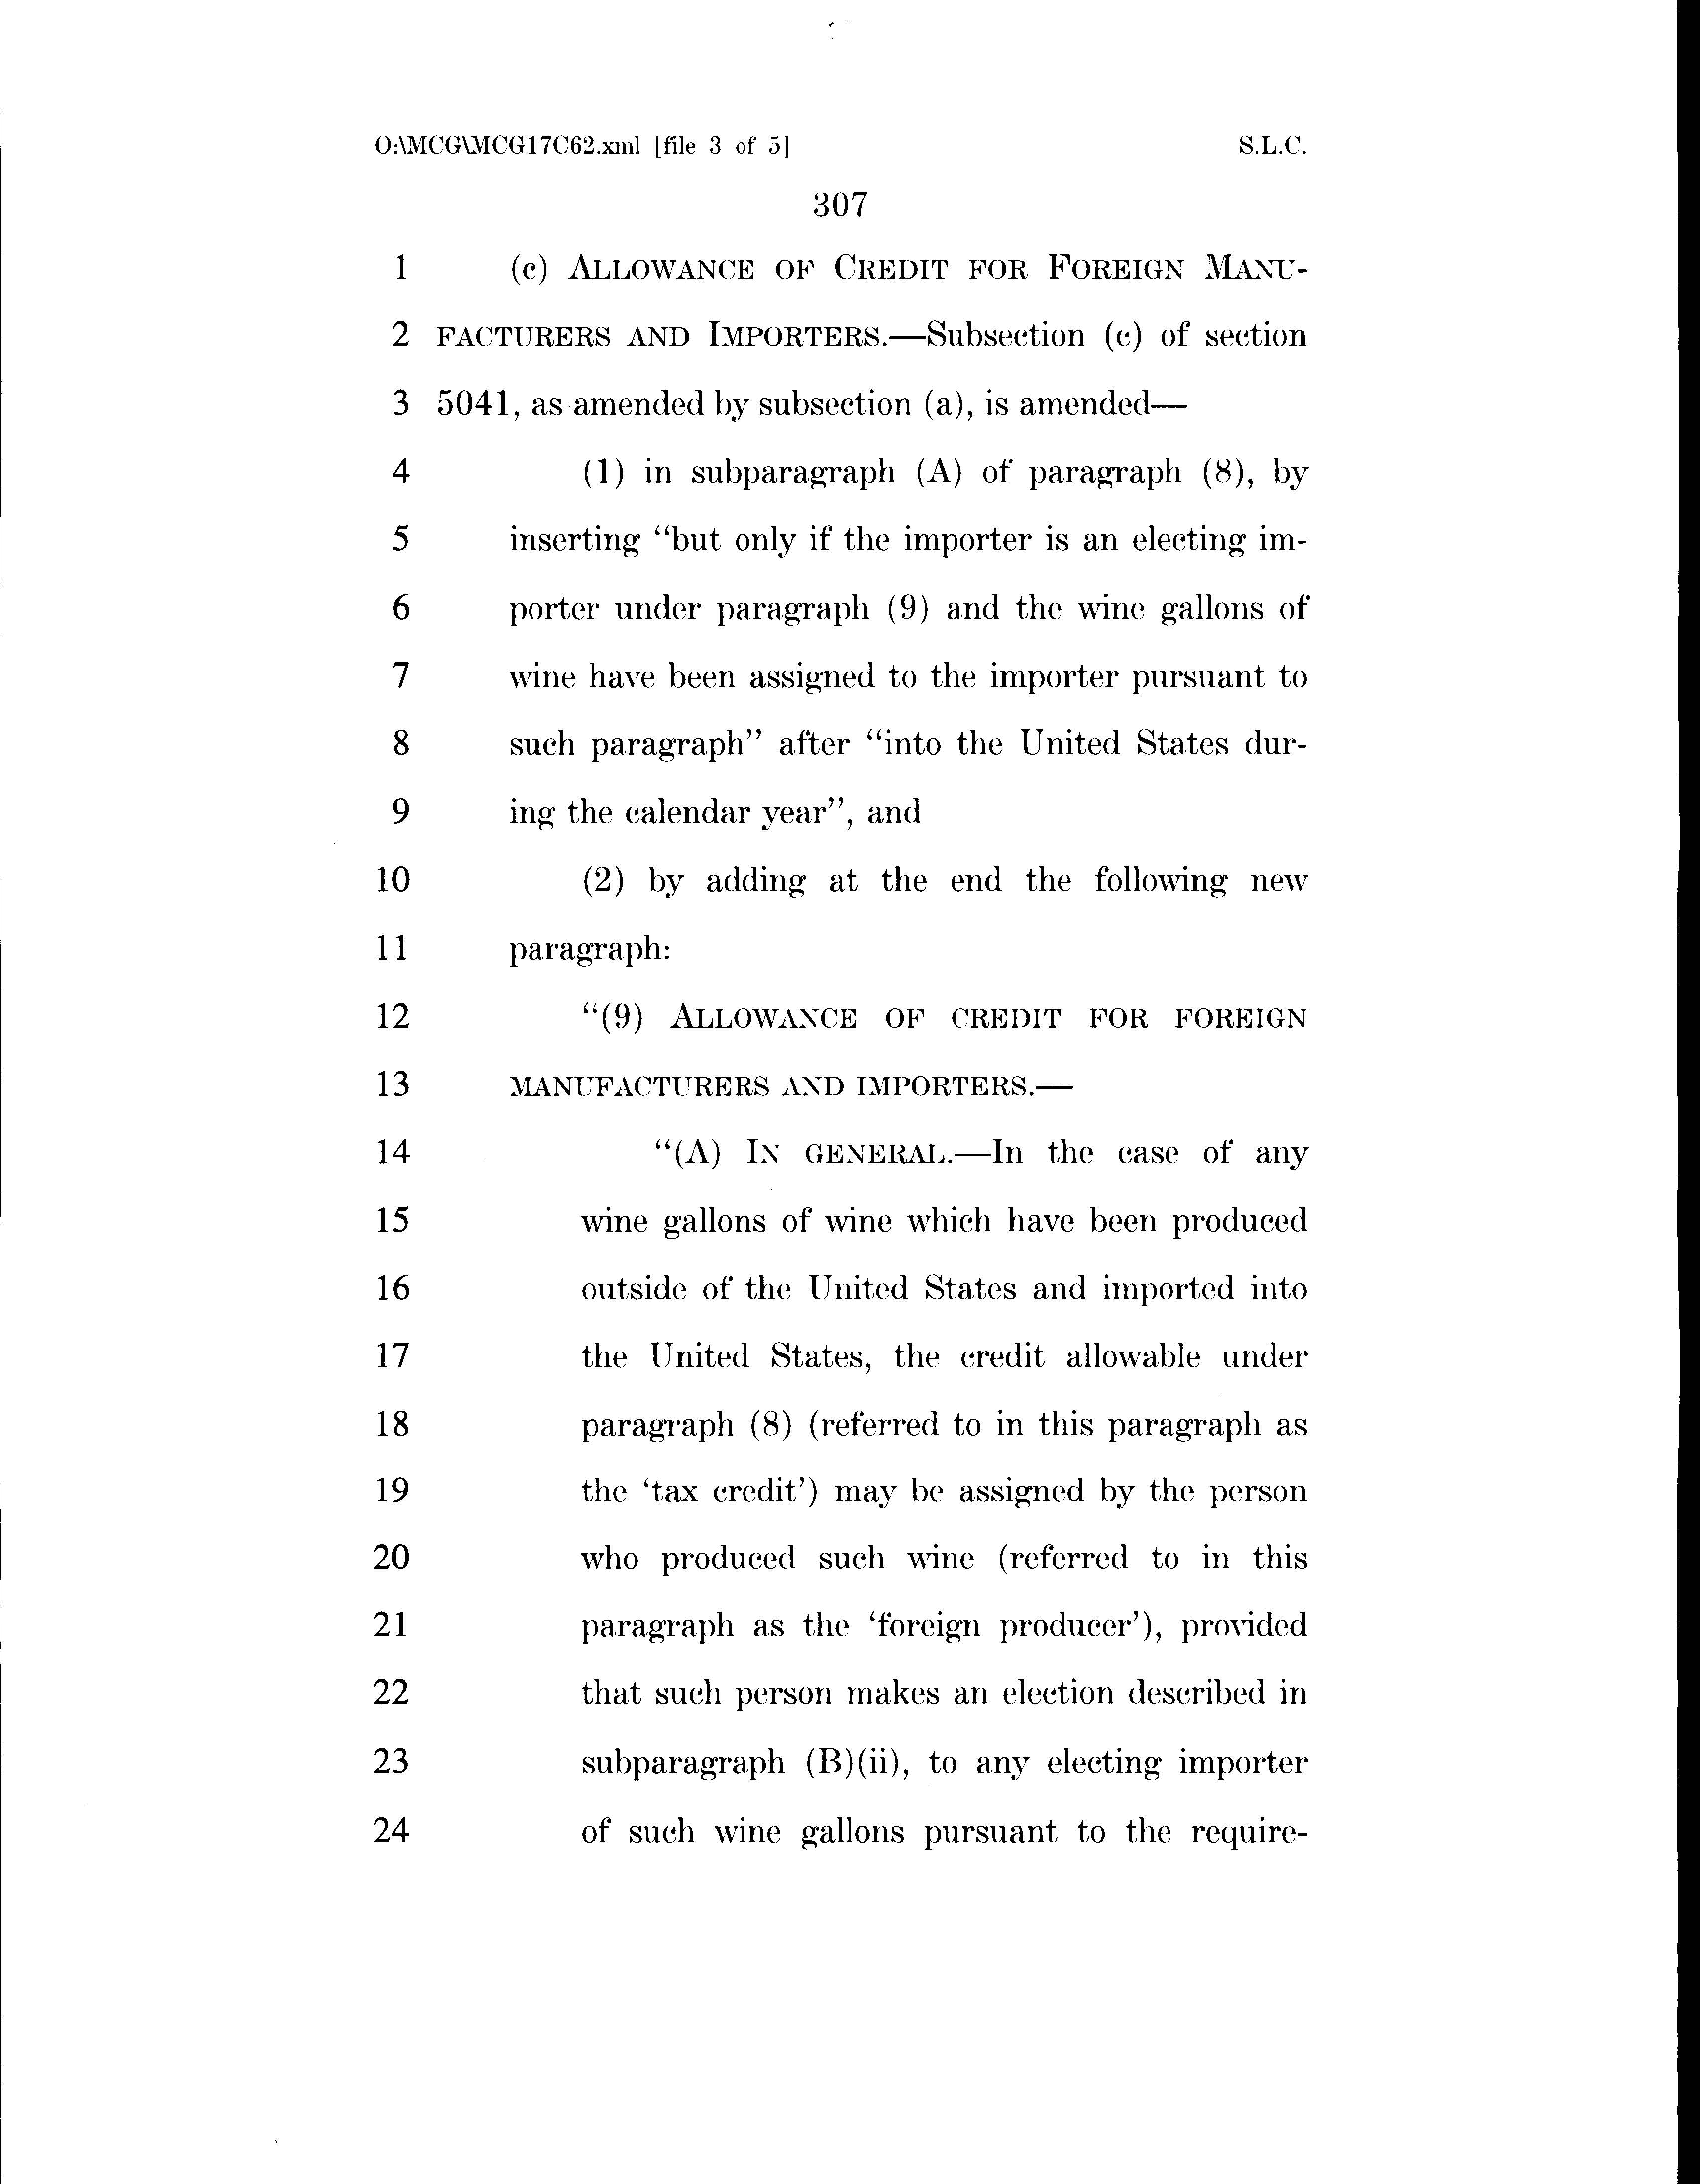 O:\MCG\MCG17C62.xml [file 3 of 5] S.L.C.
307
1 (c) ALLOWANCE OF CREDIT FOR FOREIGN MANU-
2 FACTURERS AND IMPORTERS.—Subsection (c) of section
3 5041, as amended by subsection (a), is amended—
4 (1) in subparagraph (A) of paragraph (8), by
5 inserting “but only if the importer is an electing im-
6 porter under paragraph (9) and the wine gallons of
7 wine have been assigned to the importer pursuant to
8 such paragraph” after “into the United States dur-
9 ing the calendar year”, and
10 (2) by adding at the end the following new
11 paragraph:
12 “(9) ALLOWANCE OF CREDIT FOR FOREIGN
13 MANUFACTURERS AND IMPORTERS.—
14 “(A) IN GENERAL.—In the case of any
15 wine gallons of wine which have been produced
16 outside of the United States and imported into
17 the United States, the credit allowable under
18 paragraph (8) (referred to in this paragraph as
19 the ‘tax credit’) may be assigned by the person
20 who produced such wine (referred to in this
21 paragraph as the ‘foreign producer’), provided
22 that such person makes an election described in
23 subparagraph (B)(ii), to any electing importer
24 of such wine gallons pursuant to the require-